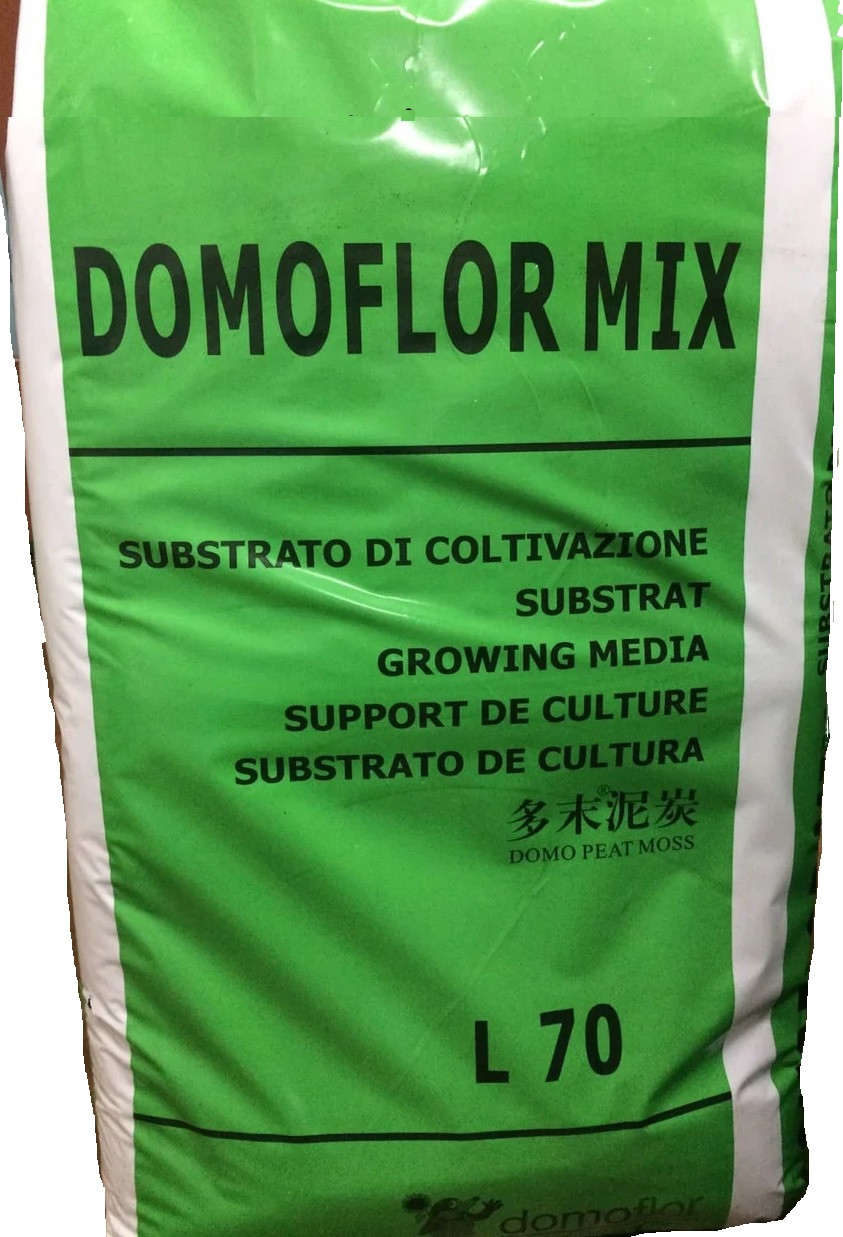 DOMOFLOR MIX
SUBSTRATO DI COLTIVAZIONE
SUBSTRAT
GROWING MEDIA
SUPPORT DE CULTURE
SUBSTRATO DE CULTURA
多末®泥炭
DOMO PEAT MOSS
L 70
domoflor